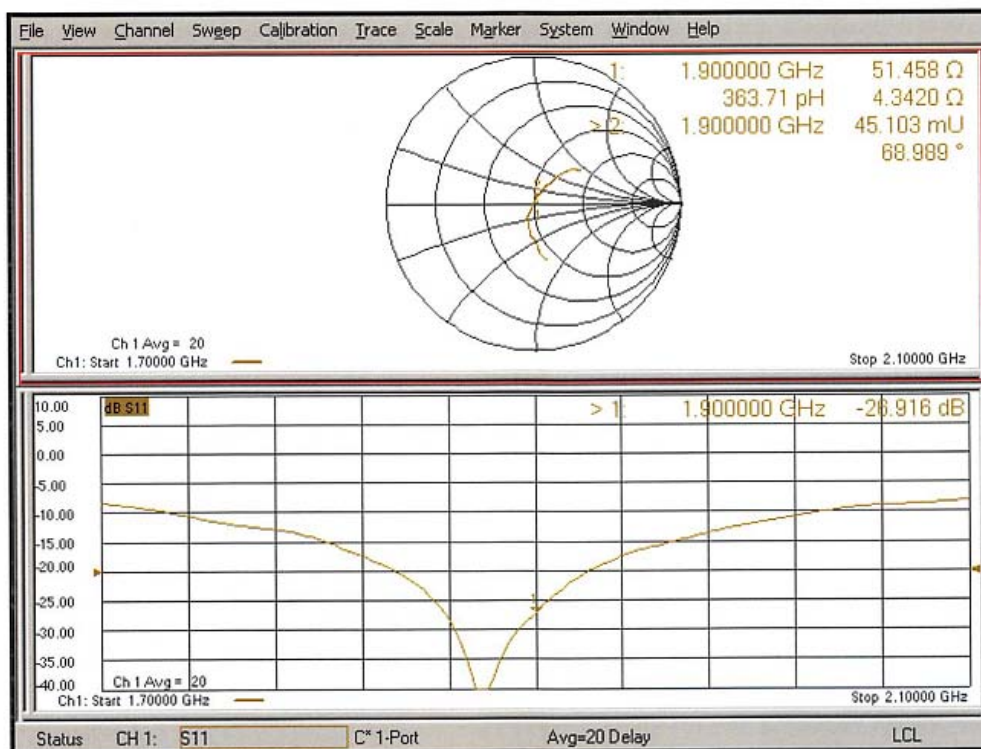 File View Channel Sweep Calibration Trace Scale Marker System Window Help
1: 1.900000 GHz 51.458 Ω
363.71 pH 4.3420 Ω
> 2: 1.900000 GHz 45.103 mU
68.989 °
Ch 1 Avg = 20
Ch1: Start 1.70000 GHz
Stop 2.10000 GHz
dB S11
> 1: 1.900000 GHz -26.916 dB
10.00
5.00
0.00
-5.00
-10.00
-15.00
-20.00
-25.00
-30.00
-35.00
-40.00
1
Ch 1 Avg = 20
Ch1: Start 1.70000 GHz
Stop 2.10000 GHz
Status CH 1: S11 C* 1-Port Avg=20 Delay LCL